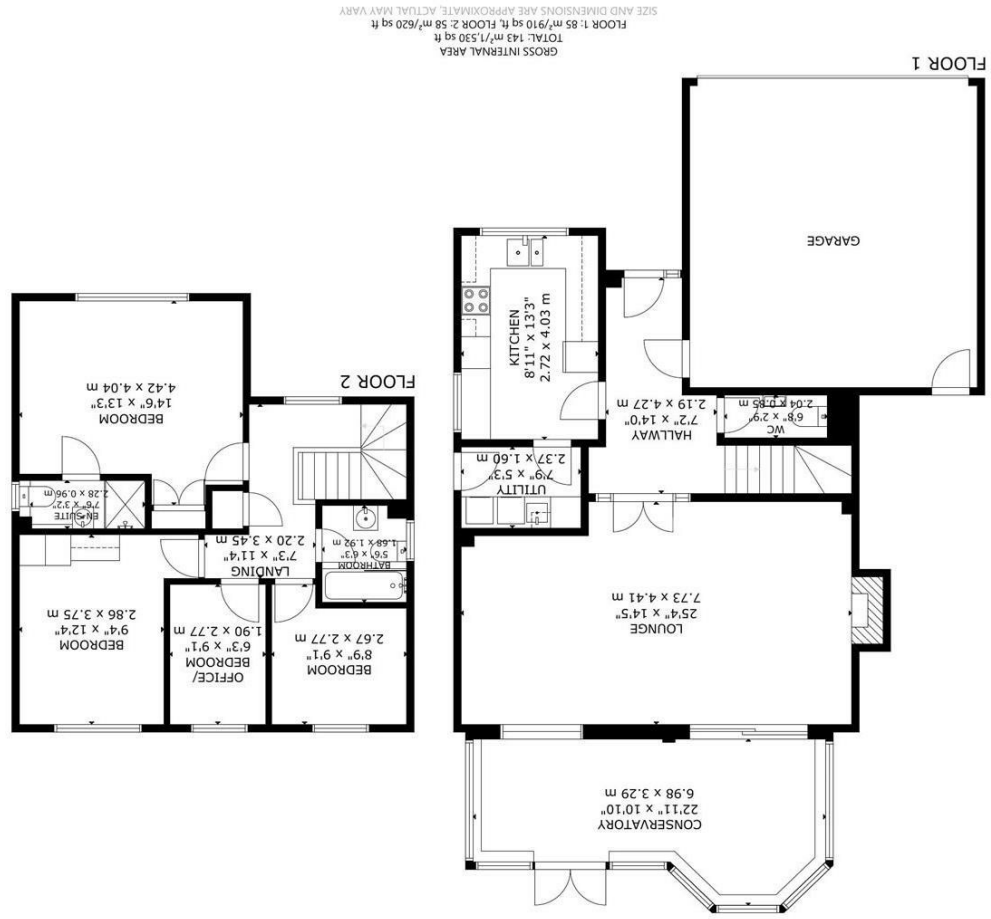 CONSERVATORY
22'11" x 10'10"
6.98 x 3.29 m
LOUNGE
25'4" x 14'5"
7.73 x 4.41 m
UTILITY
7'9" x 5'3"
2.37 x 1.60 m
WC
6'8" x 2'9"
2.04 x 0.85 m
HALLWAY
7'2" x 14'0"
2.19 x 4.27 m
KITCHEN
8'11" x 13'3"
2.72 x 4.03 m
GARAGE
FLOOR 1
BEDROOM
8'9" x 9'1"
2.67 x 2.77 m
OFFICE/
BEDROOM
6'3" x 9'1"
1.90 x 2.77 m
BEDROOM
9'4" x 12'4"
2.86 x 3.75 m
BATHROOM
5'6" x 6'3"
1.68 x 1.92 m
LANDING
7'3" x 11'4"
2.20 x 3.45 m
EN-SUITE
7'6" x 3'2"
2.28 x 0.96 m
BEDROOM
14'6" x 13'3"
4.42 x 4.04 m
FLOOR 2
GROSS INTERNAL AREA
TOTAL: 143 m²/1,530 sq ft
FLOOR 1: 85 m²/910 sq ft, FLOOR 2: 58 m²/620 sq ft
SIZE AND DIMENSIONS ARE APPROXIMATE, ACTUAL MAY VARY